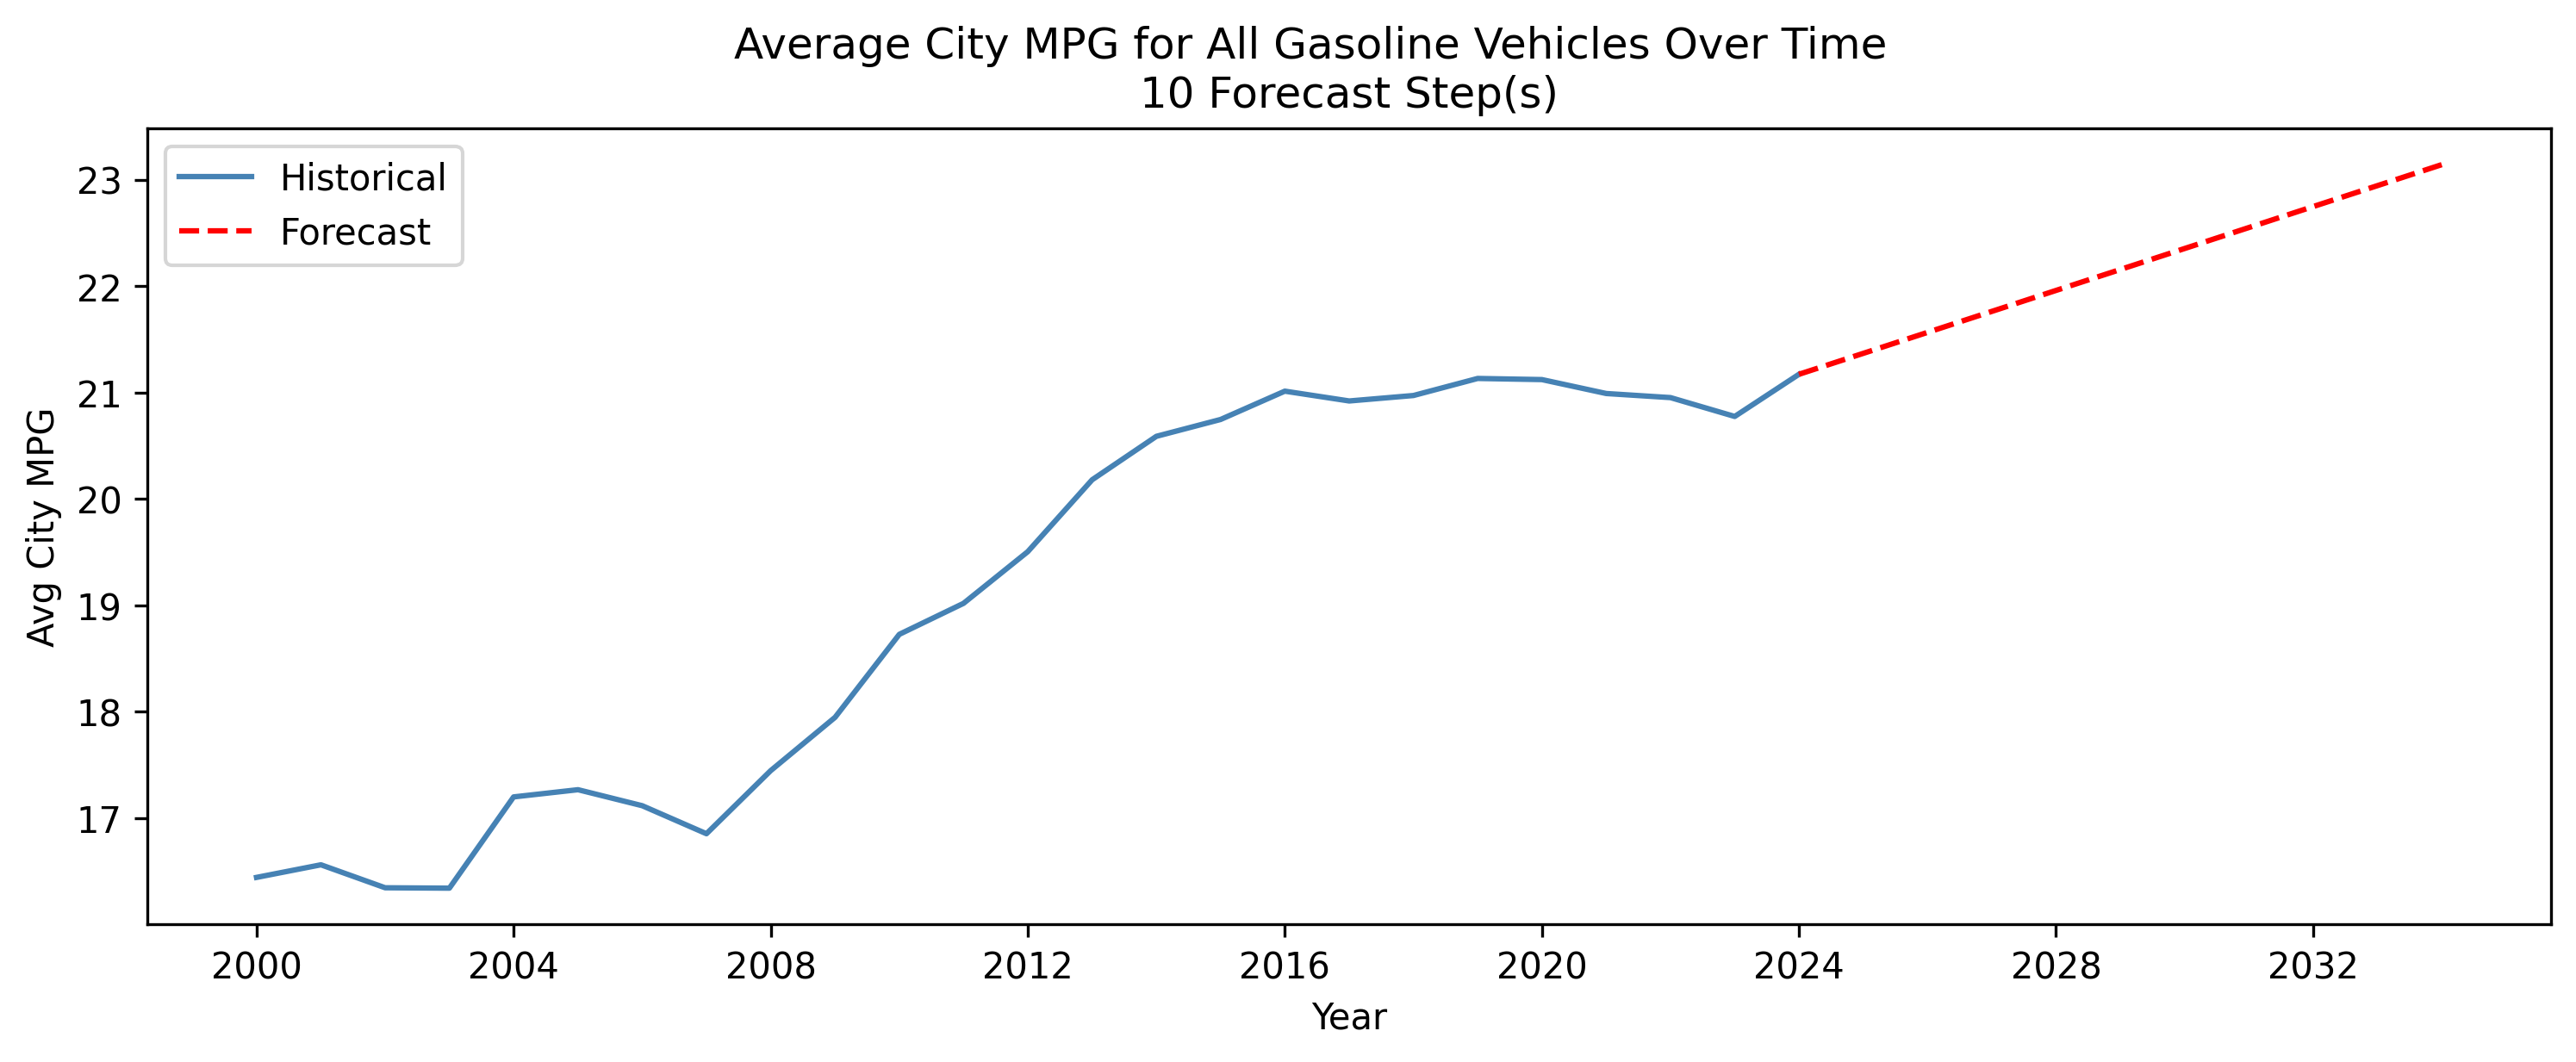 Average City MPG for All Gasoline Vehicles Over Time
10 Forecast Step(s)
Historical
Forecast
23
22
21
20
19
18
17
Avg City MPG
2000
2004
2008
2012
2016
2020
2024
2028
2032
Year